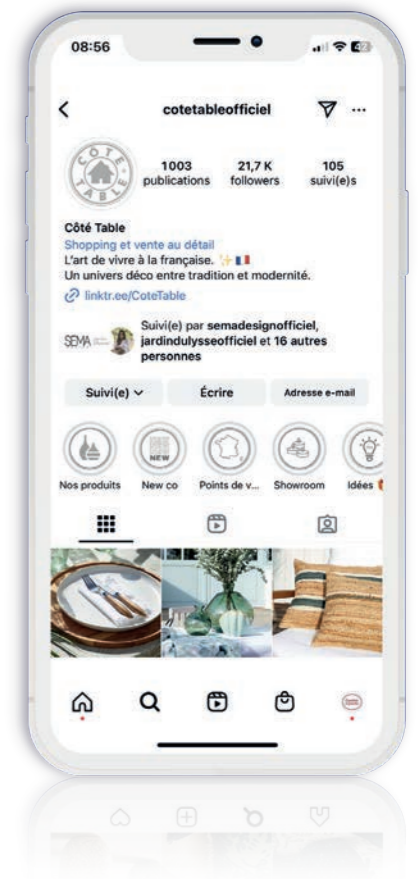 08:56
42
cotetableofficiel
COTE TABLE
1003 21,7 K 105
publications followers suivi(e)s
Côté Table
Shopping et vente au détail
L'art de vivre à la française. ✨🇫🇷
Un univers déco entre tradition et modernité.
linktr.ee/CoteTable
SEMA
Suivi(e) par semadesignofficiel,
jardindulysseofficiel et 16 autres
personnes
Suivi(e) Écrire Adresse e-mail
NEW
Nos produits New co Points de v... Showroom Idées